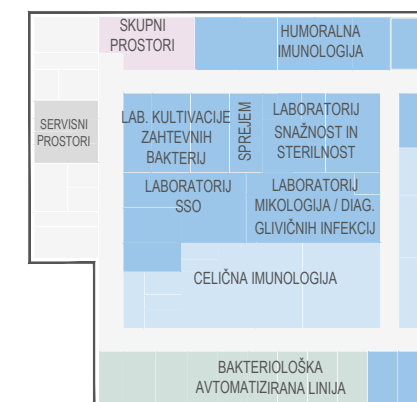 SKUPNI
PROSTORI
HUMORALNA
IMUNOLOGIJA
SERVISNI
PROSTORI
LAB. KULTIVACIJE
ZAHTEVNIH
BAKTERIJ
SPREJEM
LABORATORIJ
SNAŽNOST IN
STERILNOST
LABORATORIJ
SSO
LABORATORIJ
MIKOLOGIJA / DIAG.
GLIVIČNIH INFEKCIJ
CELIČNA IMUNOLOGIJA
BAKTERIOLOŠKA
AVTOMATIZIRANA LINIJA